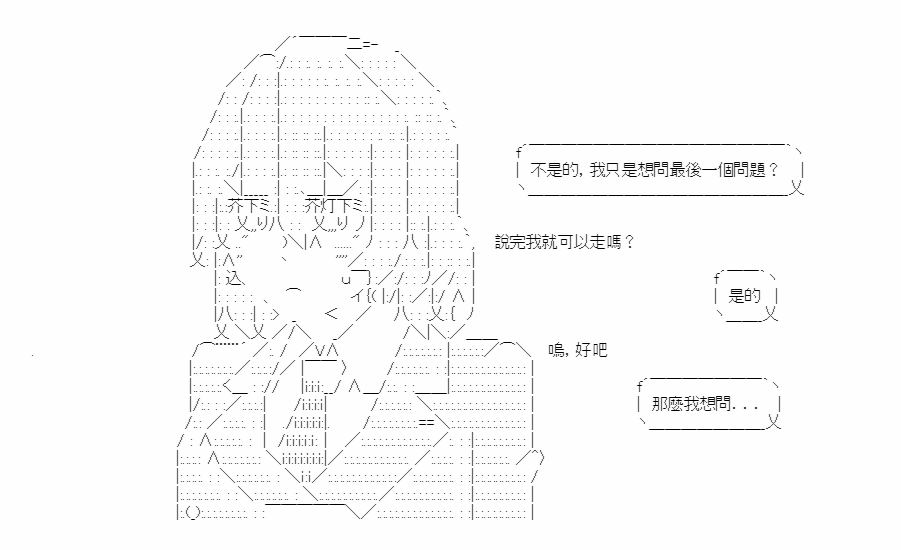 不是的，我只是想問最後一個問題？
說完我就可以走嗎？
是的
嗚，好吧
那麼我想問．．．